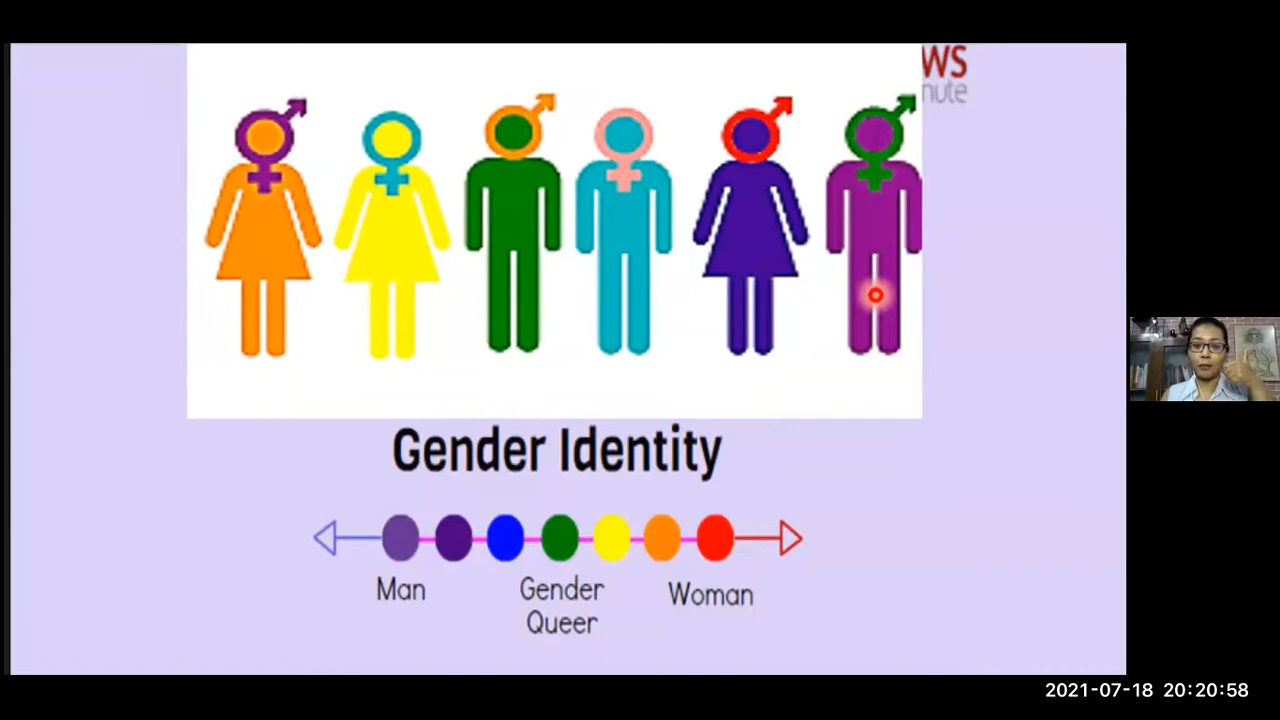 WS
nute
Gender Identity
Man
Gender
Queer
Woman
2021-07-18 20:20:58